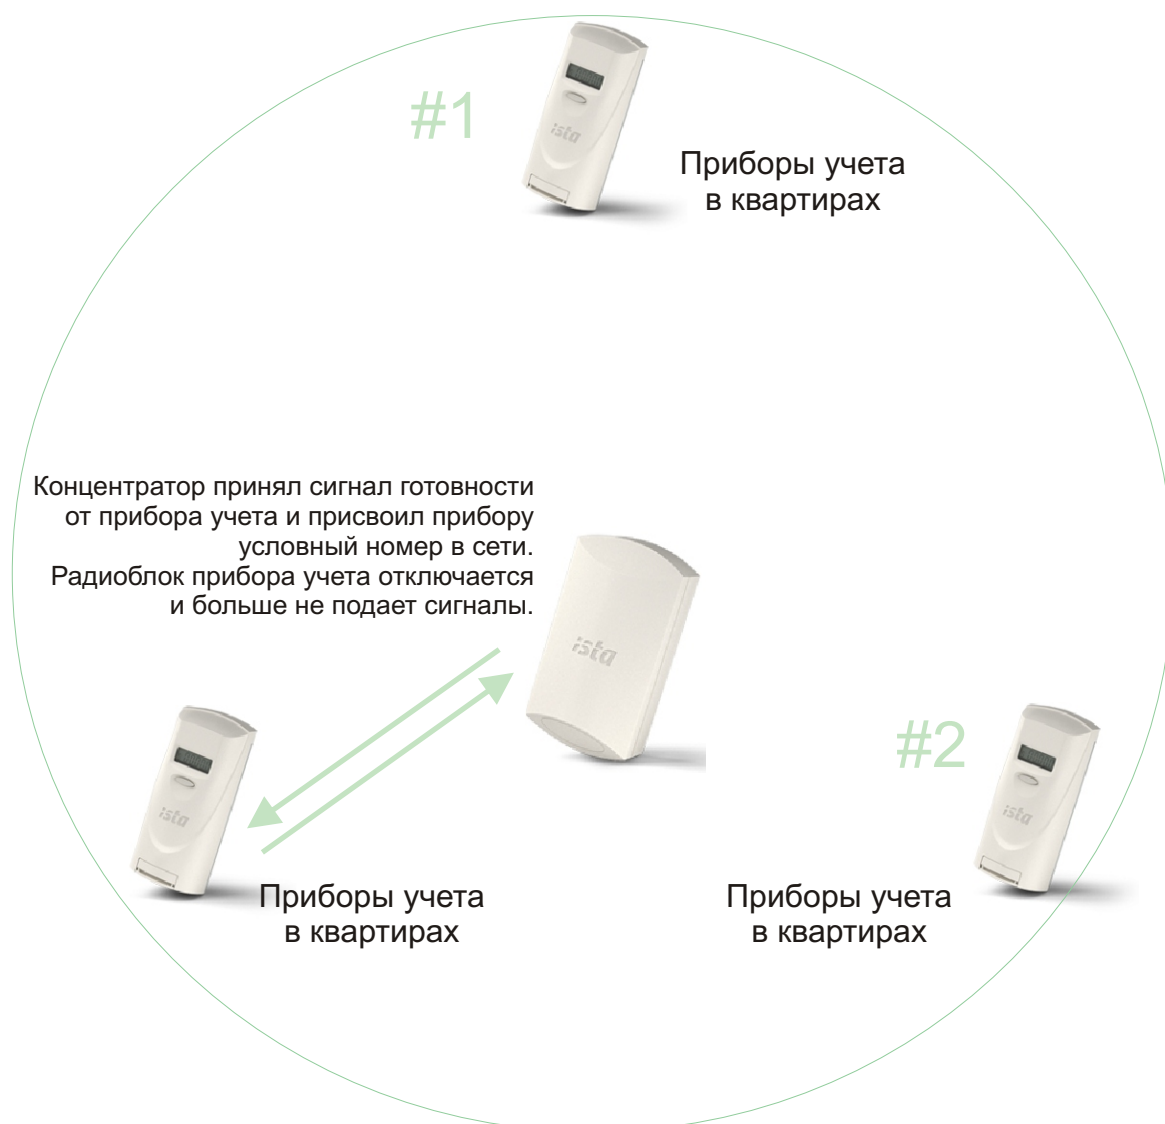 #1
ista
Приборы учета
в квартирах
Концентратор принял сигнал готовности
от прибора учета и присвоил прибору
условный номер в сети.
Радиоблок прибора учета отключается
и больше не подает сигналы.
ista
ista
Приборы учета
в квартирах
#2
ista
Приборы учета
в квартирах